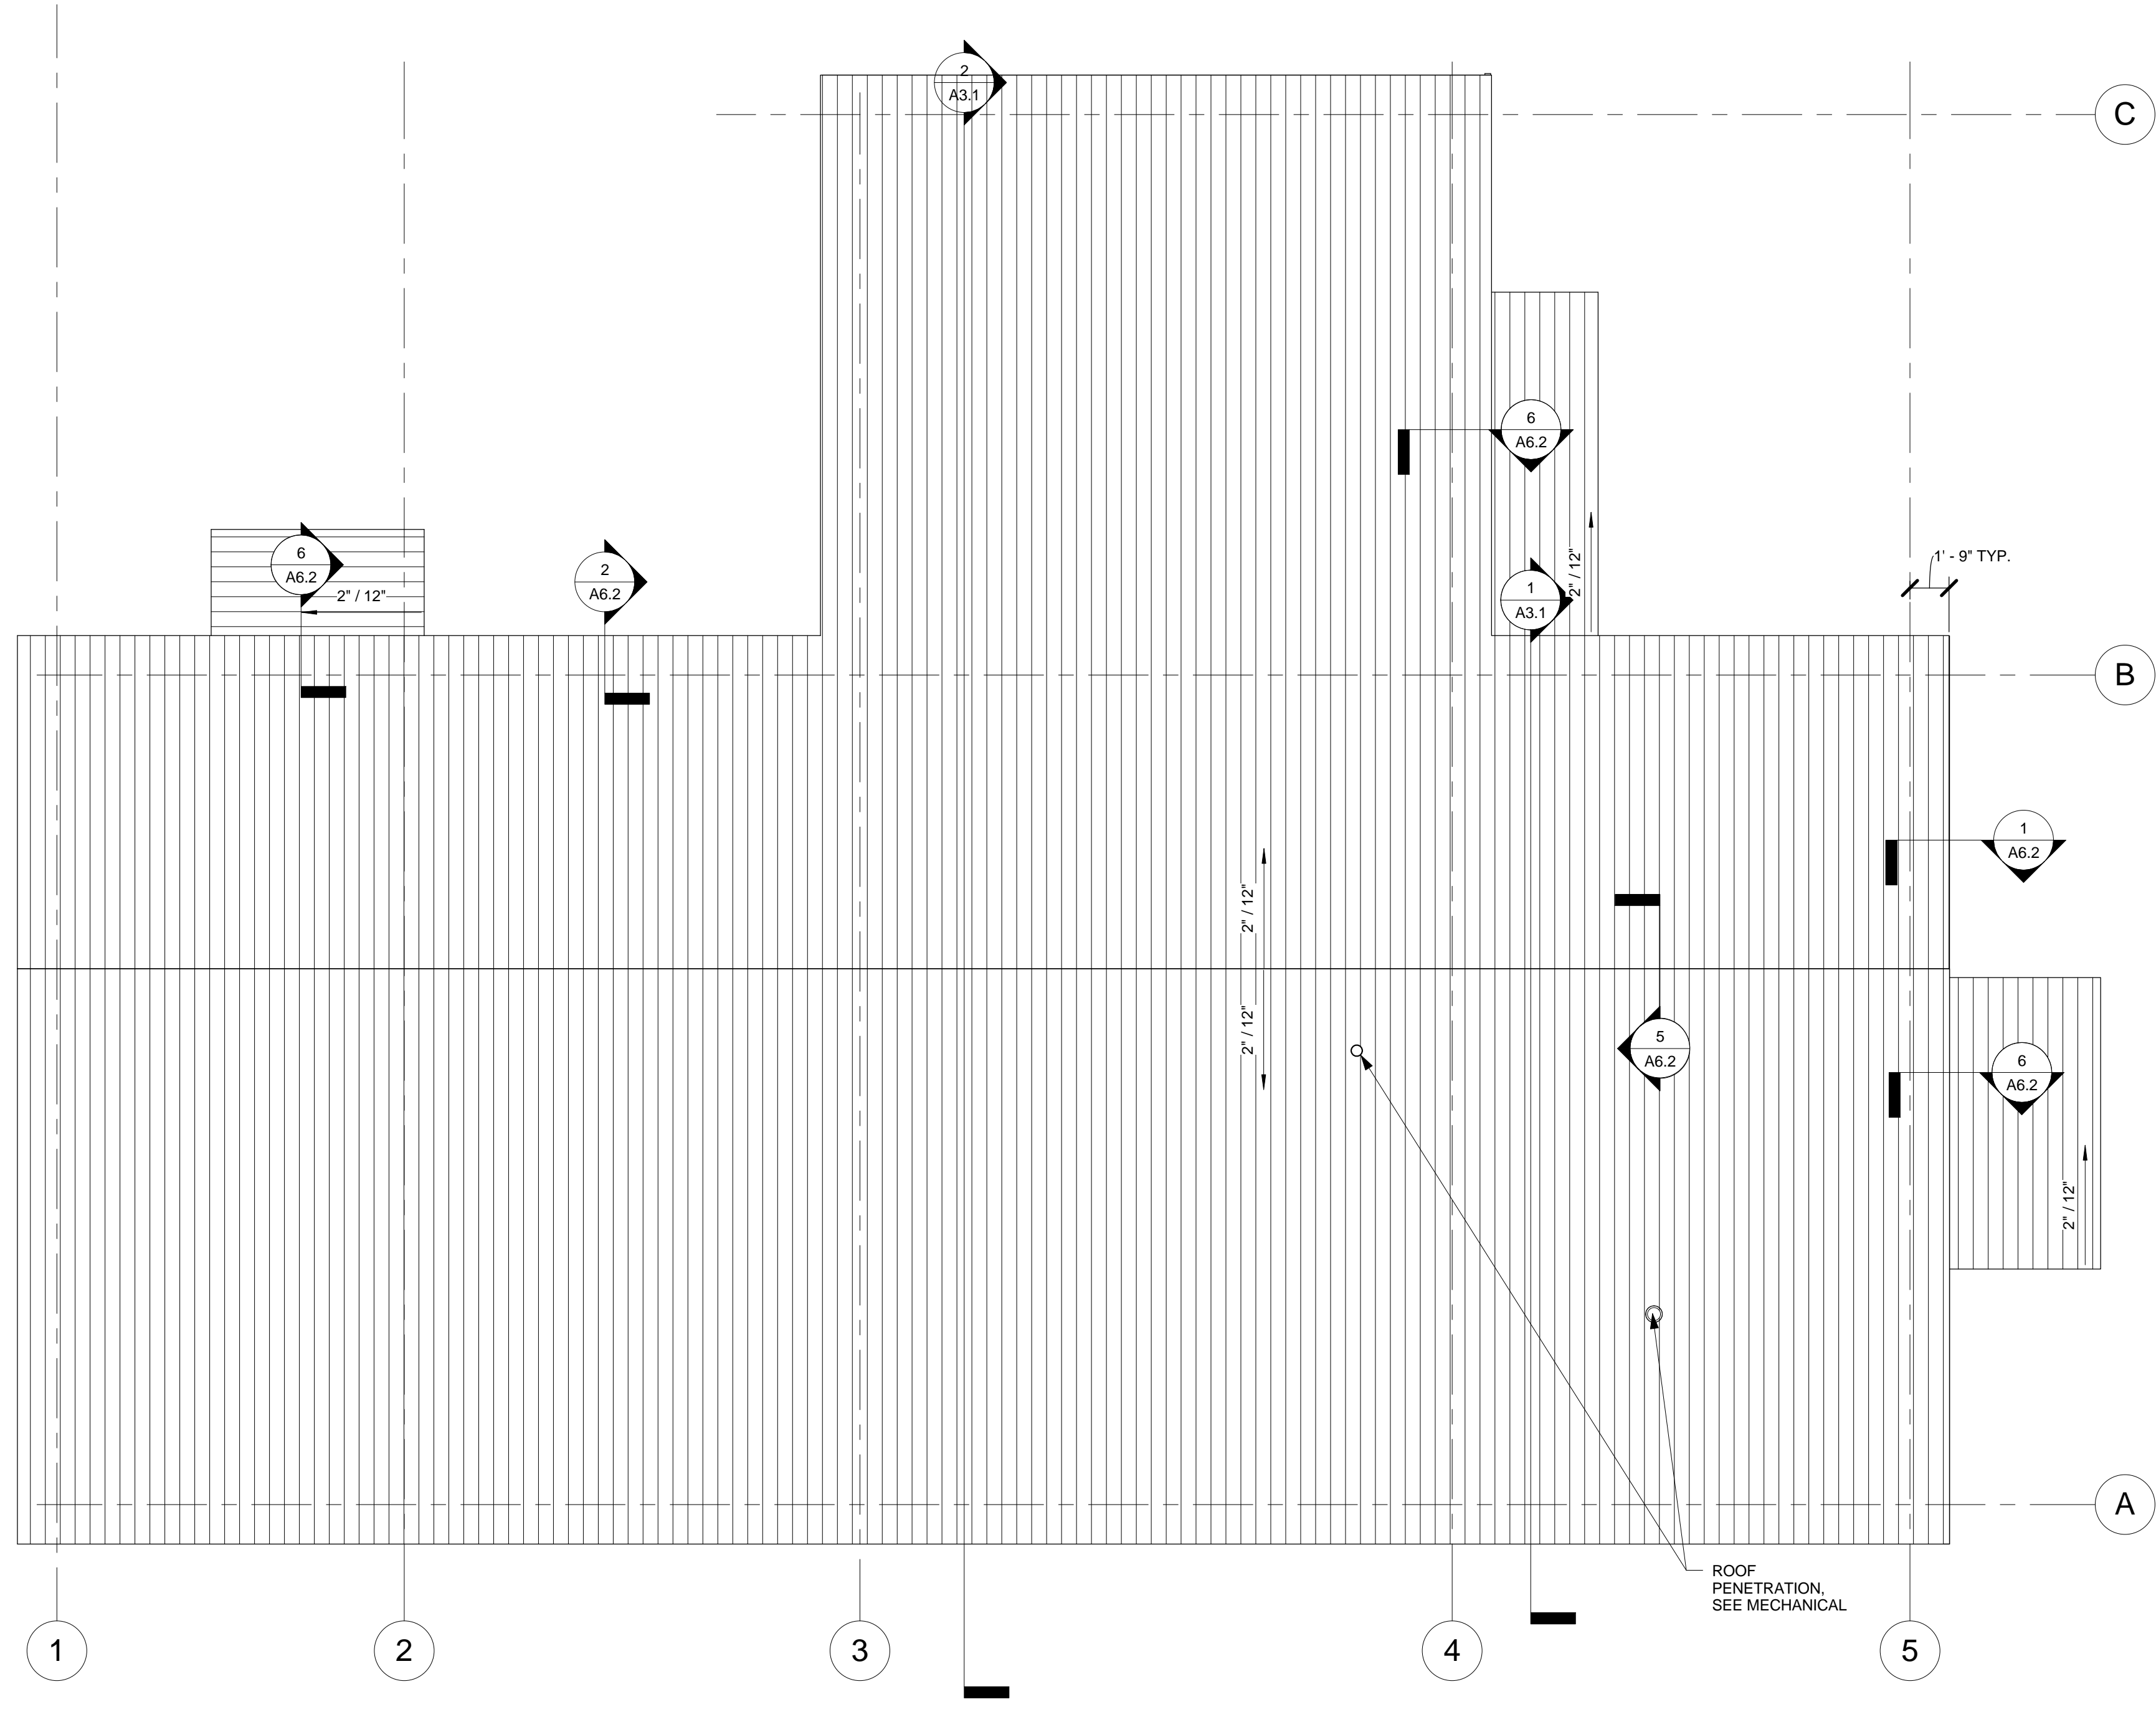 2
A3.1
C
6
A6.2
6
A6.2
2" / 12"
2
A6.2
1
A3.1
2" / 12"
1' - 9" TYP.
B
1
A6.2
2" / 12"
2" / 12"
5
A6.2
6
A6.2
2" / 12"
A
ROOF
PENETRATION,
SEE MECHANICAL
1
2
3
4
5